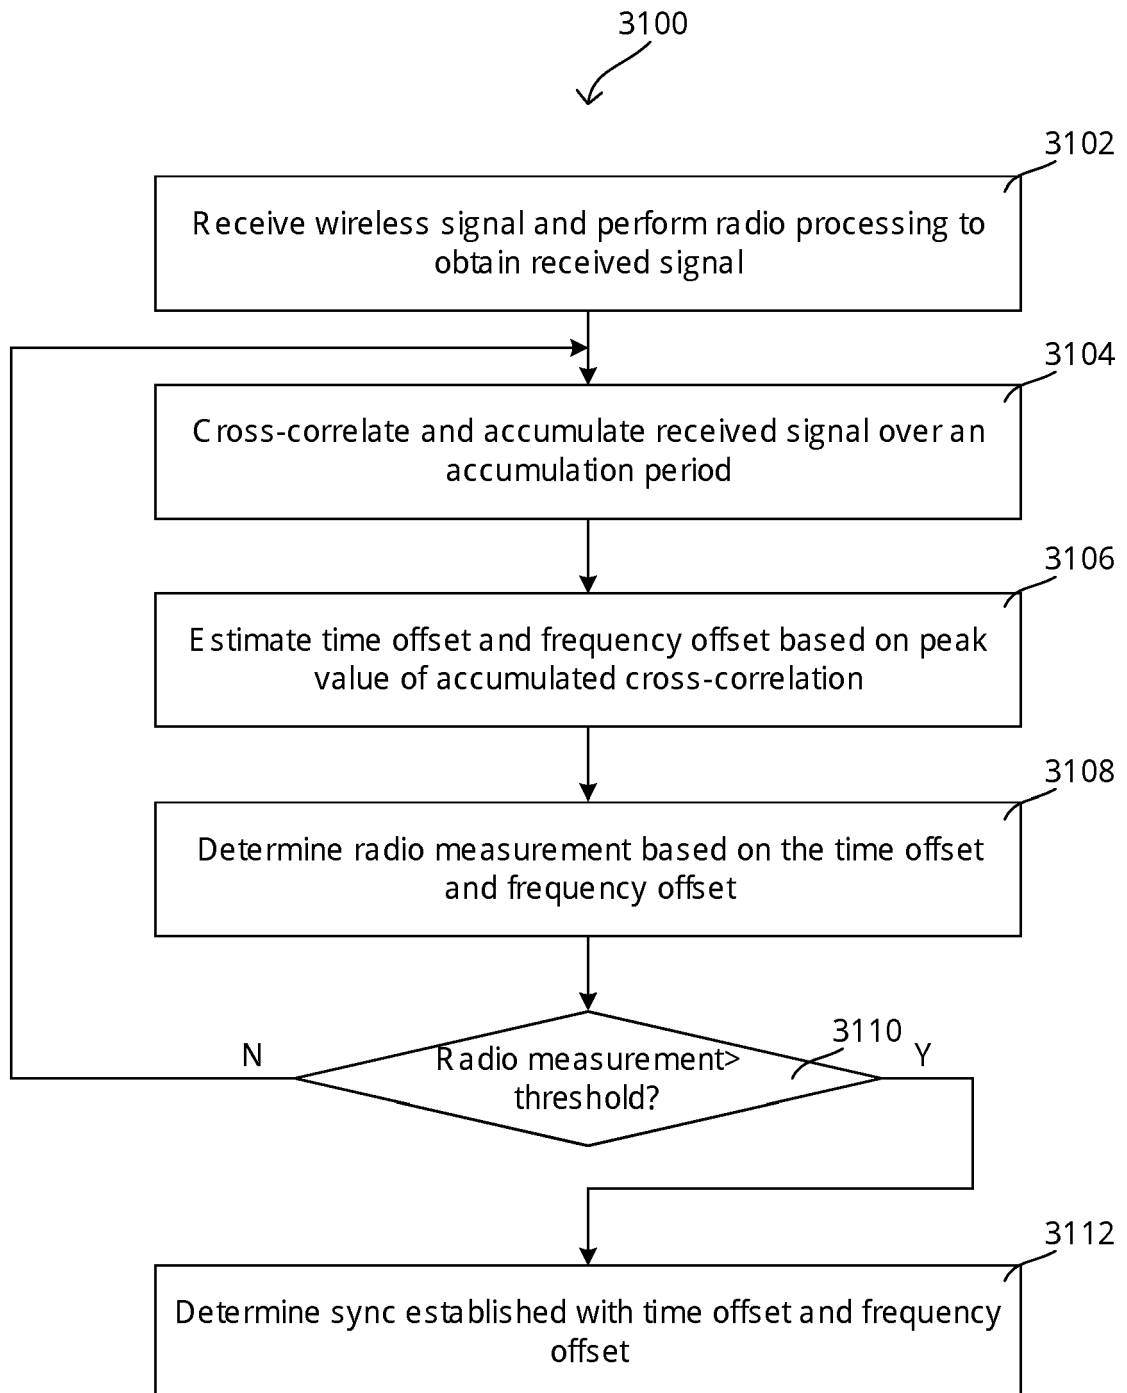 3100
3102
Receive wireless signal and perform radio processing to
obtain received signal
3104
Cross-correlate and accumulate received signal over an
accumulation period
3106
Estimate time offset and frequency offset based on peak
value of accumulated cross-correlation
3108
Determine radio measurement based on the time offset
and frequency offset
3110
N
Radio measurement>
threshold?
Y
3112
Determine sync established with time offset and frequency
offset